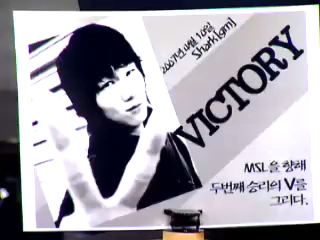 2007년 04월 10일
Shark[gm]
VICTORY
MSL을 향해
두번째 승리의 V를
그리다.